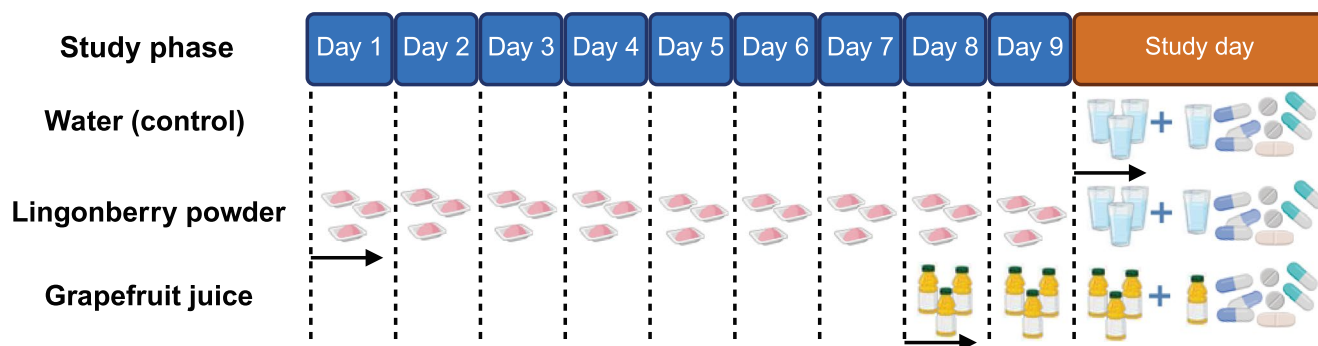 Study phase Day 1 Day 2 Day 3 Day 4 Day 5 Day 6 Day 7 Day 8 Day 9 Study day
Water (control)
+
Lingonberry powder
+
Grapefruit juice
+